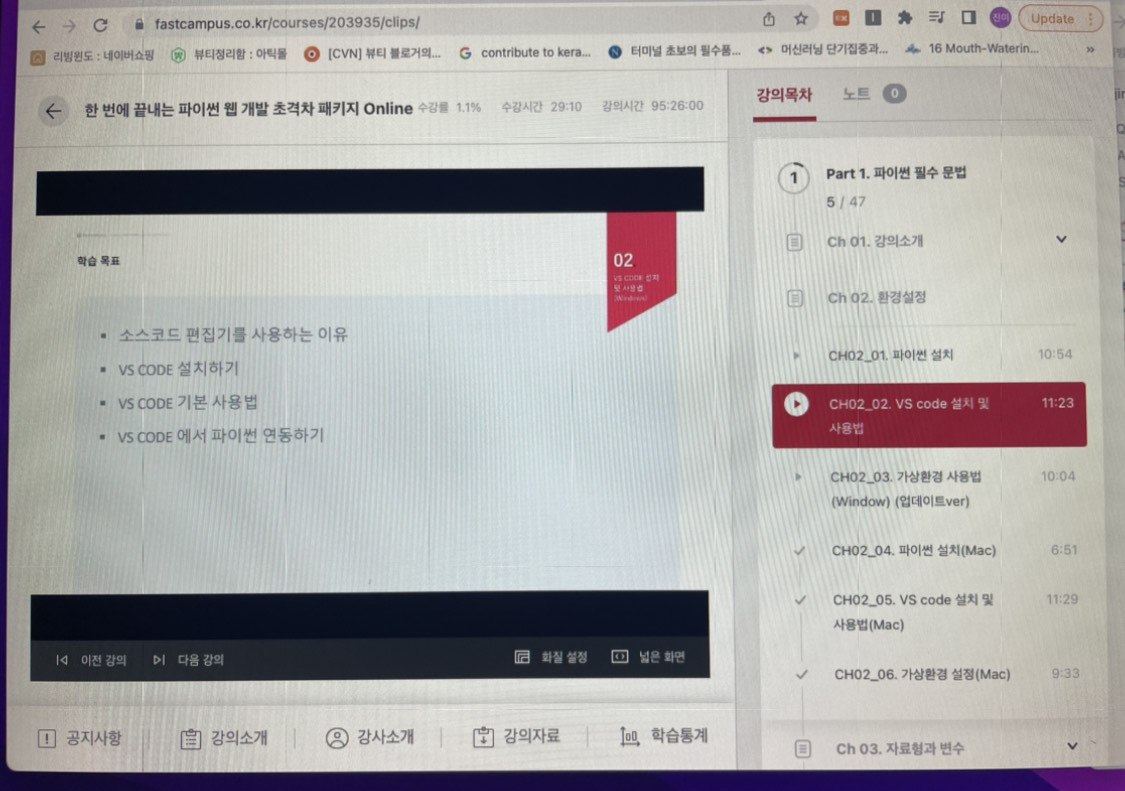 fastcampus.co.kr/courses/203935/clips/
Update
리빙윈도 : 네이버쇼핑
뷰티정리함 : 아틱몰
[CVN] 뷰티 블로거의...
contribute to kera...
터미널 초보의 필수품...
머신러닝 단기집중과...
16 Mouth-Waterin...
한 번에 끝내는 파이썬 웹 개발 초격차 패키지 Online
수강률 1.1%
수강시간 29:10
강의시간 95:26:00
학습 목표
02
VS CODE 설치
및 사용법
(Windows)
▪ 소스코드 편집기를 사용하는 이유
▪ VS CODE 설치하기
▪ VS CODE 기본 사용법
▪ VS CODE 에서 파이썬 연동하기
이전 강의
다음 강의
화질 설정
넓은 화면
공지사항
강의소개
강사소개
강의자료
학습통계
강의목차
노트 0
1 Part 1. 파이썬 필수 문법
5 / 47
Ch 01. 강의소개
Ch 02. 환경설정
CH02_01. 파이썬 설치 10:54
CH02_02. VS code 설치 및 11:23
사용법
CH02_03. 가상환경 사용법 10:04
(Window) (업데이트ver)
CH02_04. 파이썬 설치(Mac) 6:51
CH02_05. VS code 설치 및 11:29
사용법(Mac)
CH02_06. 가상환경 설정(Mac) 9:33
Ch 03. 자료형과 변수